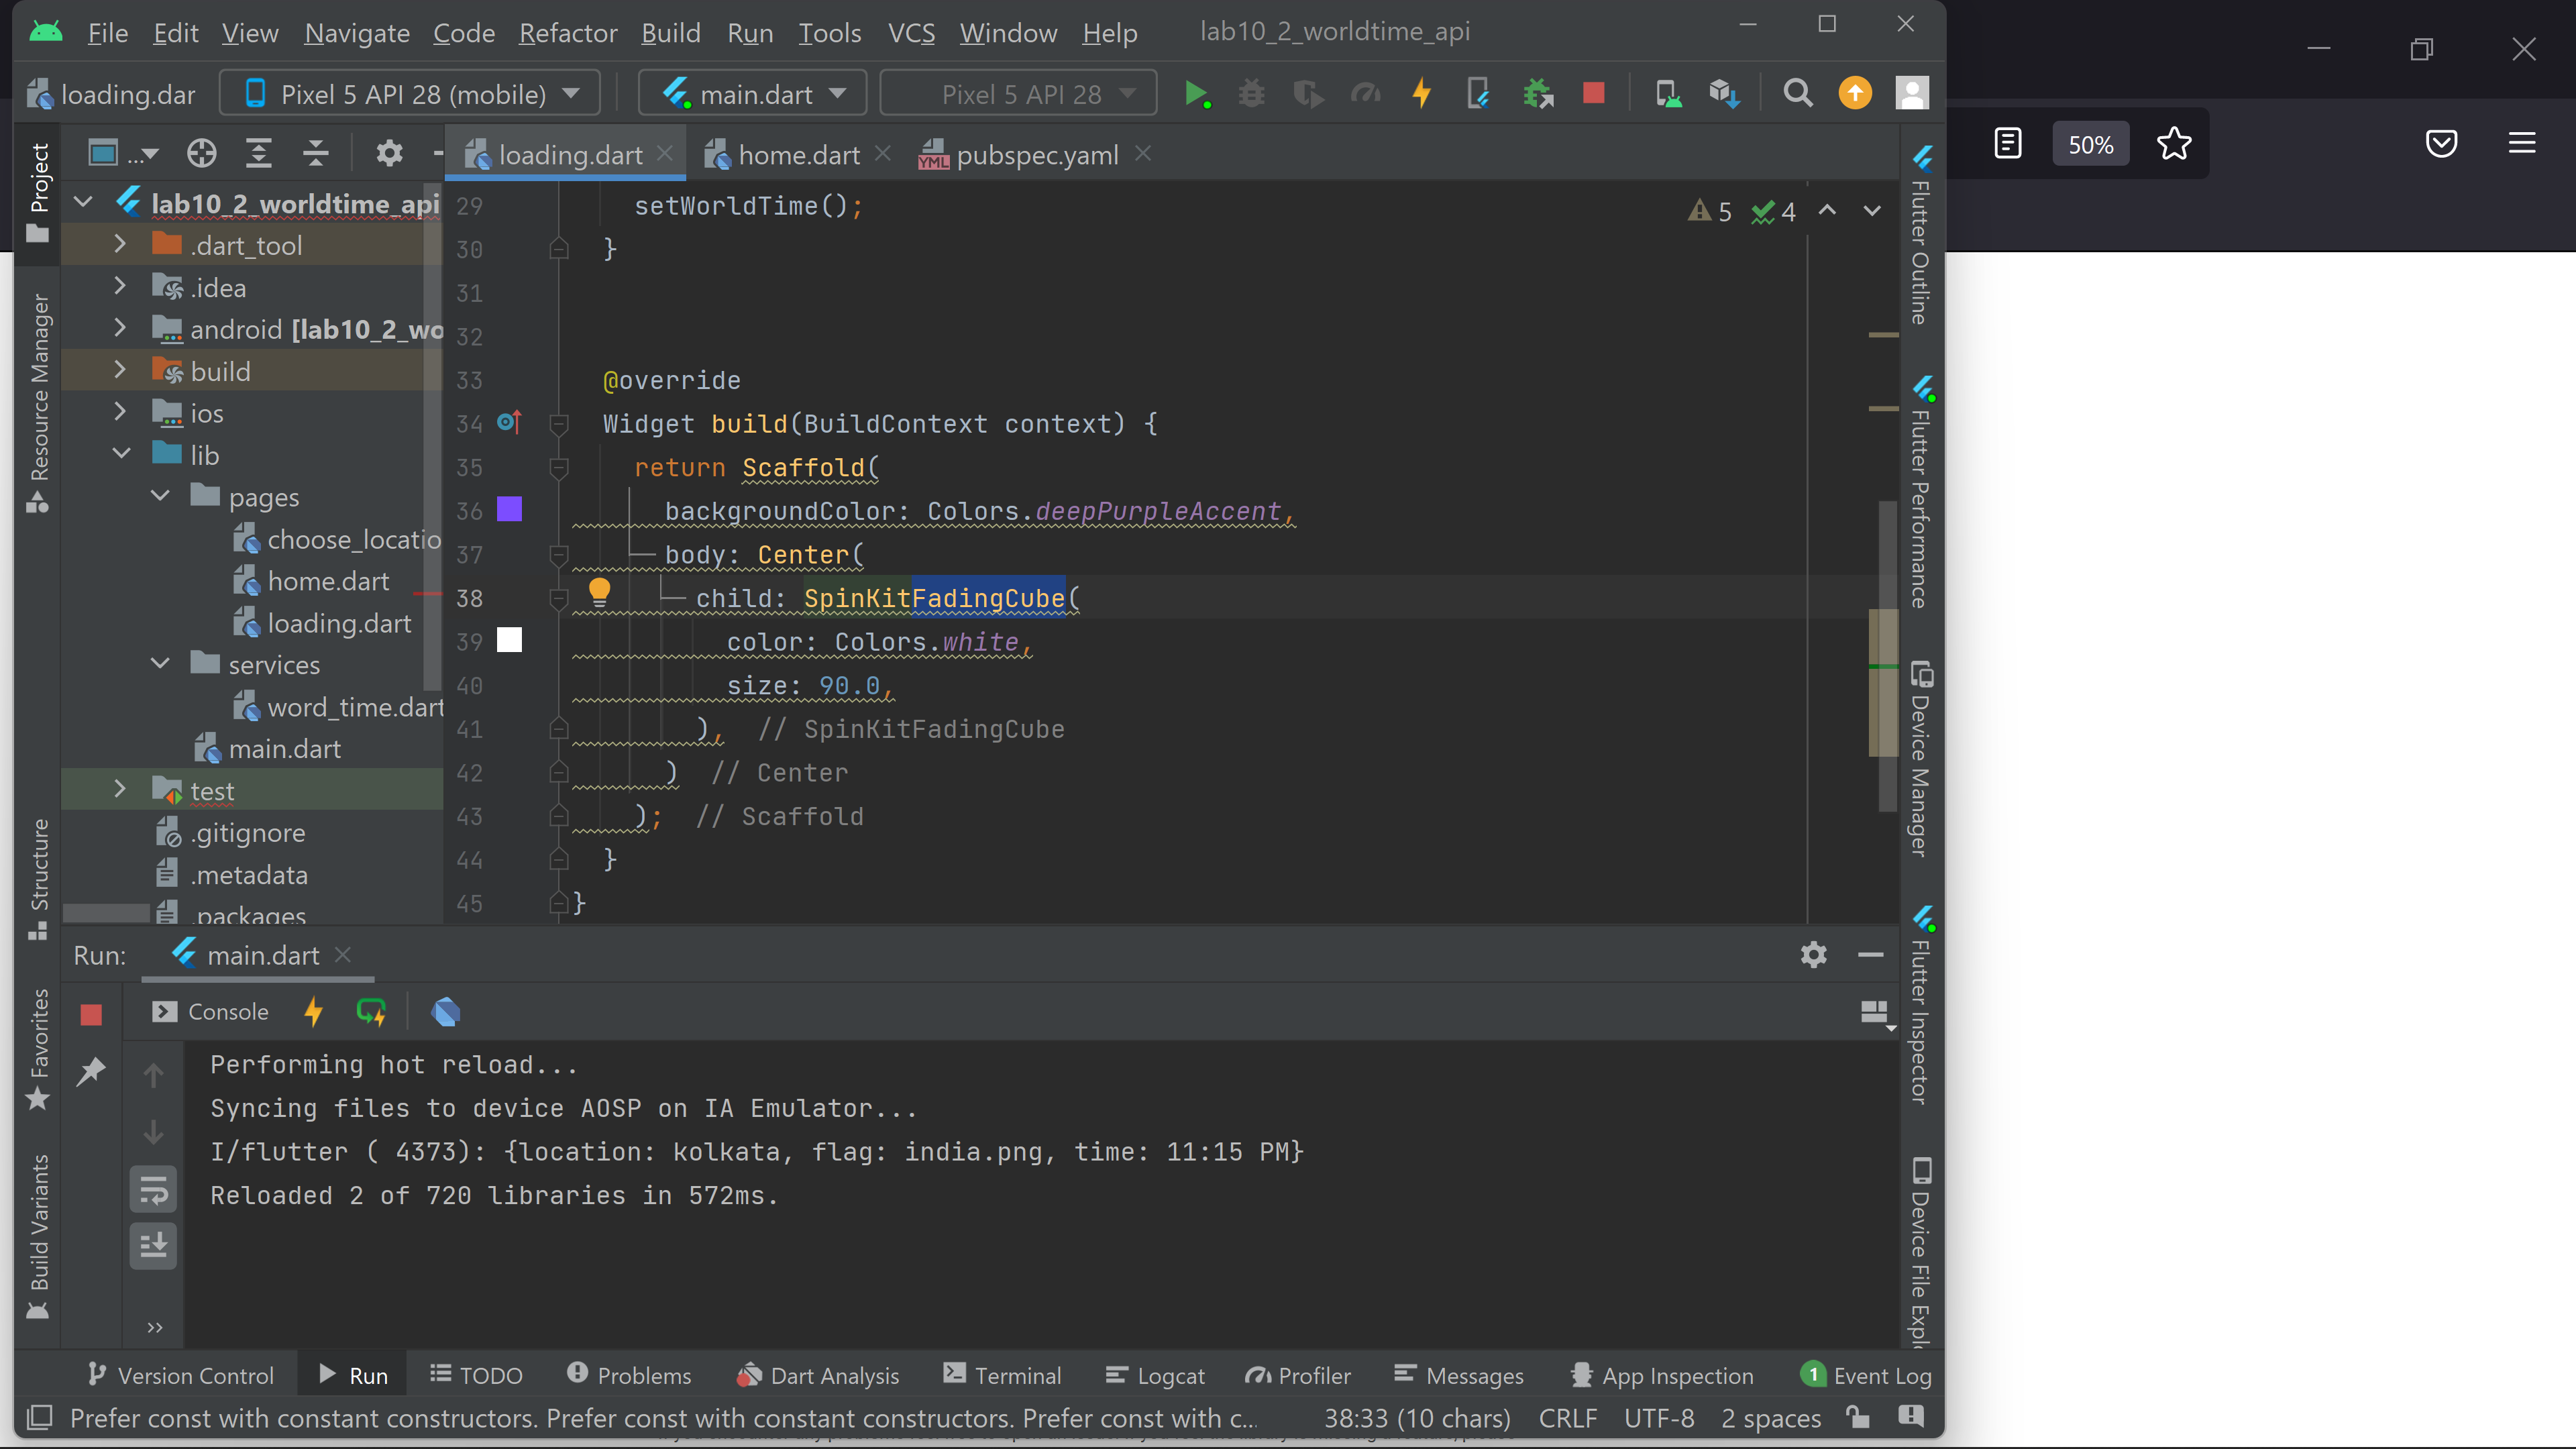 File Edit View Navigate Code Refactor Build Run Tools VCS Window Help lab10_2_worldtime_api
loading.dar Pixel 5 API 28 (mobile) main.dart Pixel 5 API 28
50%
Project
Resource Manager
Structure
Favorites
Build Variants
...
loading.dart home.dart pubspec.yaml
YML
lab10_2_worldtime_api
.dart_tool
.idea
android [lab10_2_wo
build
ios
lib
pages
choose_locatio
home.dart
loading.dart
services
word_time.dart
main.dart
test
.gitignore
.metadata
.packages
5 4
29 setWorldTime();
30 }
31
32
33 @override
34 Widget build(BuildContext context) {
35 return Scaffold(
36 backgroundColor: Colors.deepPurpleAccent,
37 body: Center(
38 child: SpinKitFadingCube(
39 color: Colors.white,
40 size: 90.0,
41 ), // SpinKitFadingCube
42 ) // Center
43 ); // Scaffold
44 }
45 }
Flutter Outline
Flutter Performance
Device Manager
Flutter Inspector
Device File Explo
Run: main.dart
Console
Performing hot reload...
Syncing files to device AOSP on IA Emulator...
I/flutter ( 4373): {location: kolkata, flag: india.png, time: 11:15 PM}
Reloaded 2 of 720 libraries in 572ms.
Version Control Run TODO Problems Dart Analysis Terminal Logcat Profiler Messages App Inspection 1 Event Log
Prefer const with constant constructors. Prefer const with constant constructors. Prefer const with c... 38:33 (10 chars) CRLF UTF-8 2 spaces